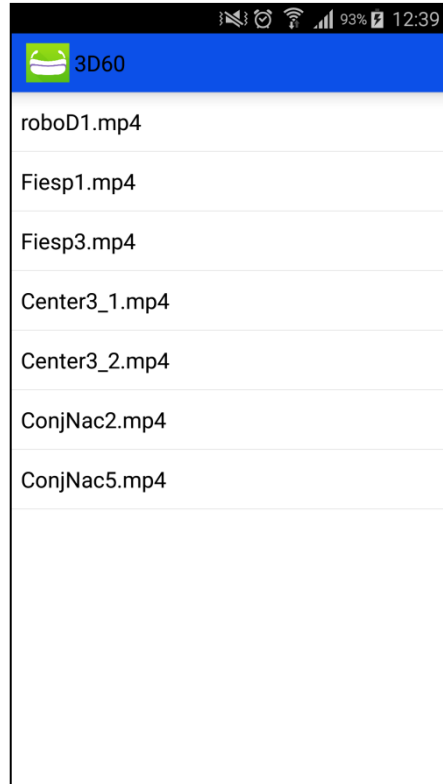 93% 12:39
3D60
roboD1.mp4
Fiesp1.mp4
Fiesp3.mp4
Center3_1.mp4
Center3_2.mp4
ConjNac2.mp4
ConjNac5.mp4